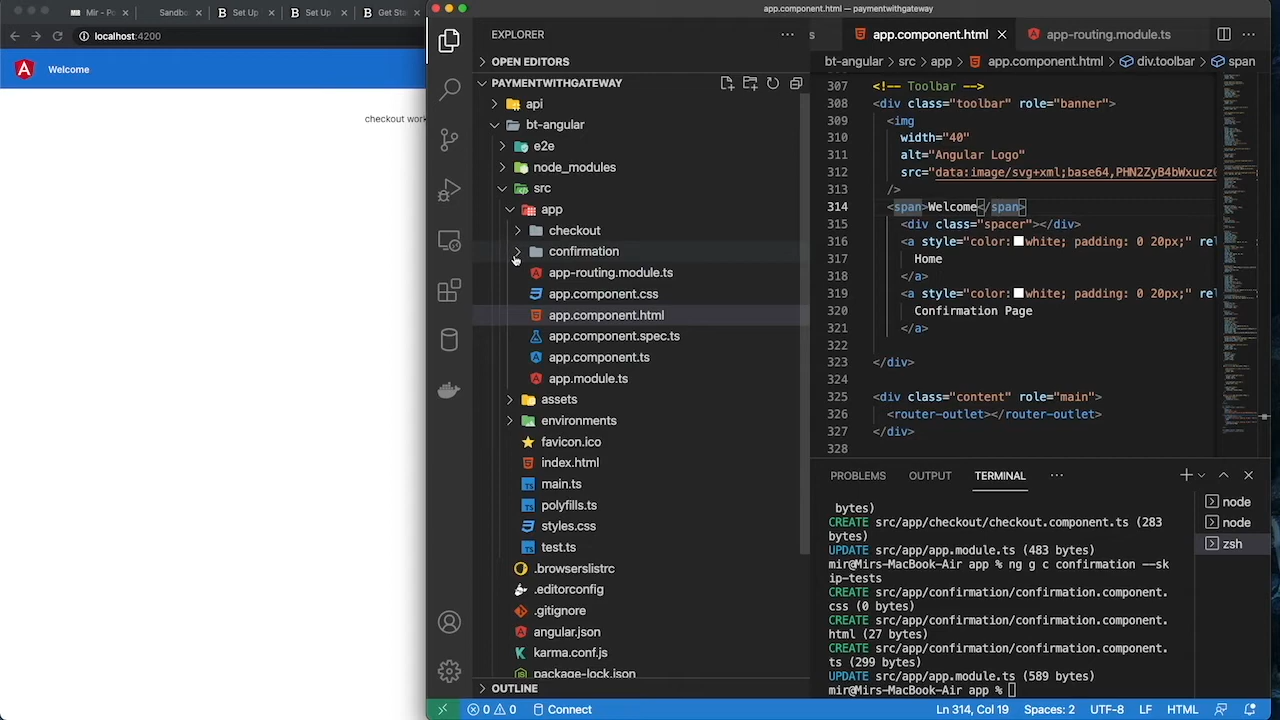 Mir - P
Sandbo
Set Up
Set Up
Get Sta
localhost:4200
Welcome
checkout work
app.component.html — paymentwithgateway
EXPLORER
OPEN EDITORS
PAYMENTWITHGATEWAY
api
bt-angular
e2e
e_modules
src
app
checkout
confirmation
app-routing.module.ts
app.component.css
app.component.html
app.component.spec.ts
app.component.ts
app.module.ts
assets
environments
favicon.ico
index.html
main.ts
polyfills.ts
styles.css
test.ts
.browserslistrc
.editorconfig
.gitignore
angular.json
karma.conf.js
package-lock.json
OUTLINE
s
app.component.html
app-routing.module.ts
bt-angular > src > app > app.component.html > div.toolbar > span
307 <!-- Toolbar -->
308 <div class="toolbar" role="banner">
309 <img
310 width="40"
311 alt="Angular Logo"
312 src="data:image/svg+xml;base64,PHN2ZyB4bWxucz0
313 />
314 <span>Welcome</span>
315 <div class="spacer"></div>
316 <a style="color: white; padding: 0 20px;" rel
317 Home
318 </a>
319 <a style="color: white; padding: 0 30px;" rel
320 Confirmation Page
321 </a>
322
323 </div>
324
325 <div class="content" role="main">
326 <router-outlet></router-outlet>
327 </div>
328
PROBLEMS OUTPUT TERMINAL
bytes)
CREATE src/app/checkout/checkout.component.ts (283
bytes)
UPDATE src/app/app.module.ts (483 bytes)
mir@Mirs-MacBook-Air app % ng g c confirmation --sk
ip-tests
CREATE src/app/confirmation/confirmation.component.
css (0 bytes)
CREATE src/app/confirmation/confirmation.component.
html (27 bytes)
CREATE src/app/confirmation/confirmation.component.
ts (299 bytes)
UPDATE src/app/app.module.ts (589 bytes)
mir@Mirs-MacBook-Air app %
node
node
zsh
0 0 Connect
Ln 314, Col 19 Spaces: 2 UTF-8 LF HTML